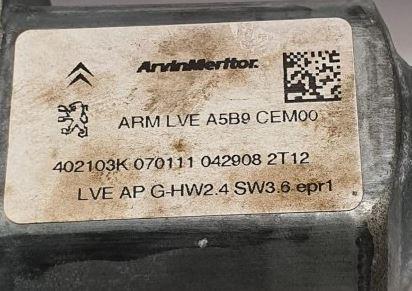 ArvinMeritor.
ARM LVE A5B9 CEM00
402103K 070111 042908 2T12
LVE AP G-HW2.4 SW3.6 epr1